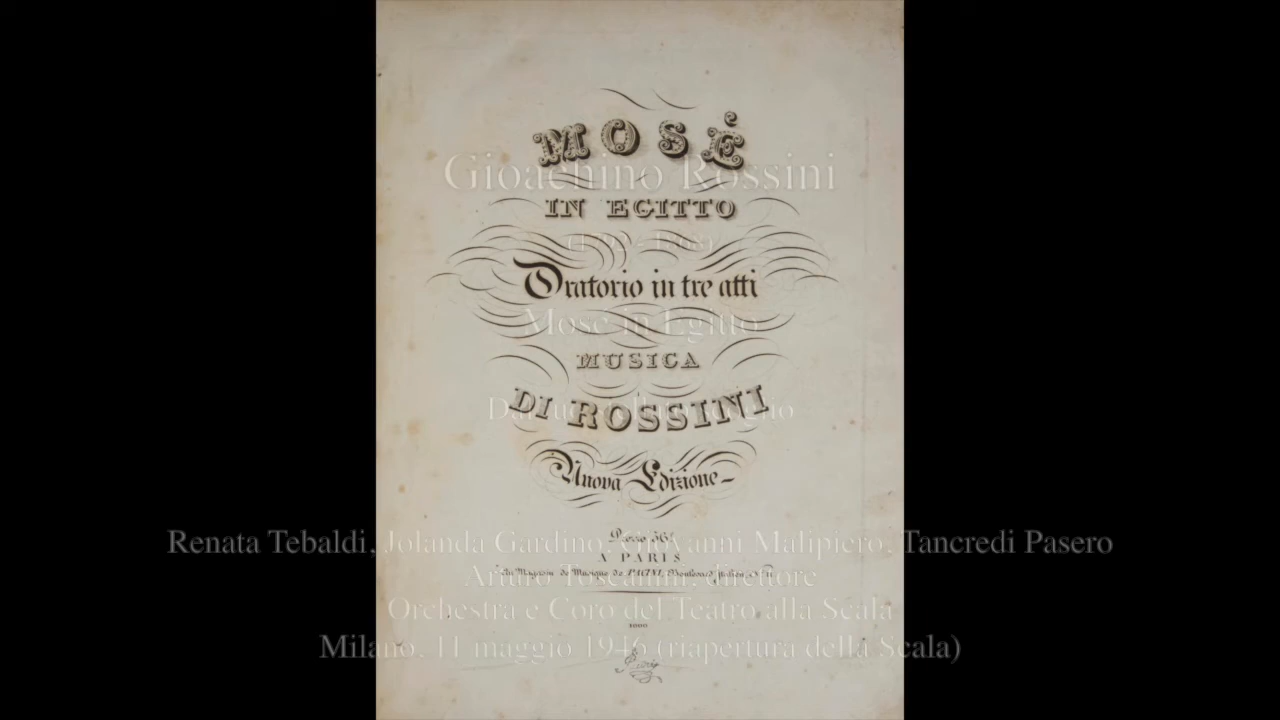 MOSÈ
Gioachino Rossini
IN EGITTO
(1792 - 1868)
Oratorio in tre atti
Mosè in Egitto
MUSICA
DI ROSSINI
Nuova Edizione
A PARIS
Renata Tebaldi, Jolanda Gardino, Giovanni Malipiero, Tancredi Pasero
Arturo Toscanini, direttore
Orchestra e Coro del Teatro alla Scala
Milano, 11 maggio 1946 (riapertura della Scala)